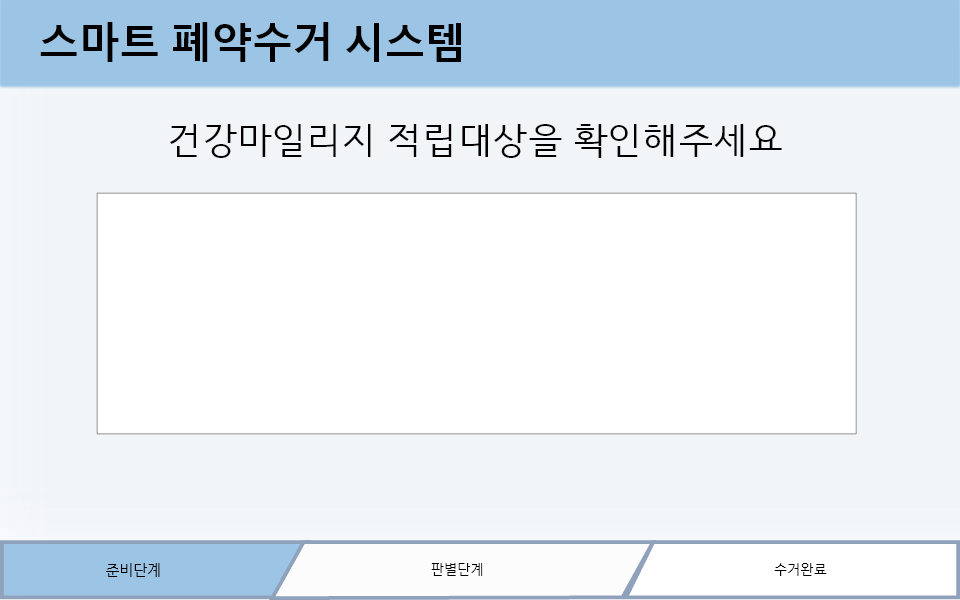 스마트 폐약수거 시스템
건강마일리지 적립대상을 확인해주세요
준비단계
판별단계
수거완료